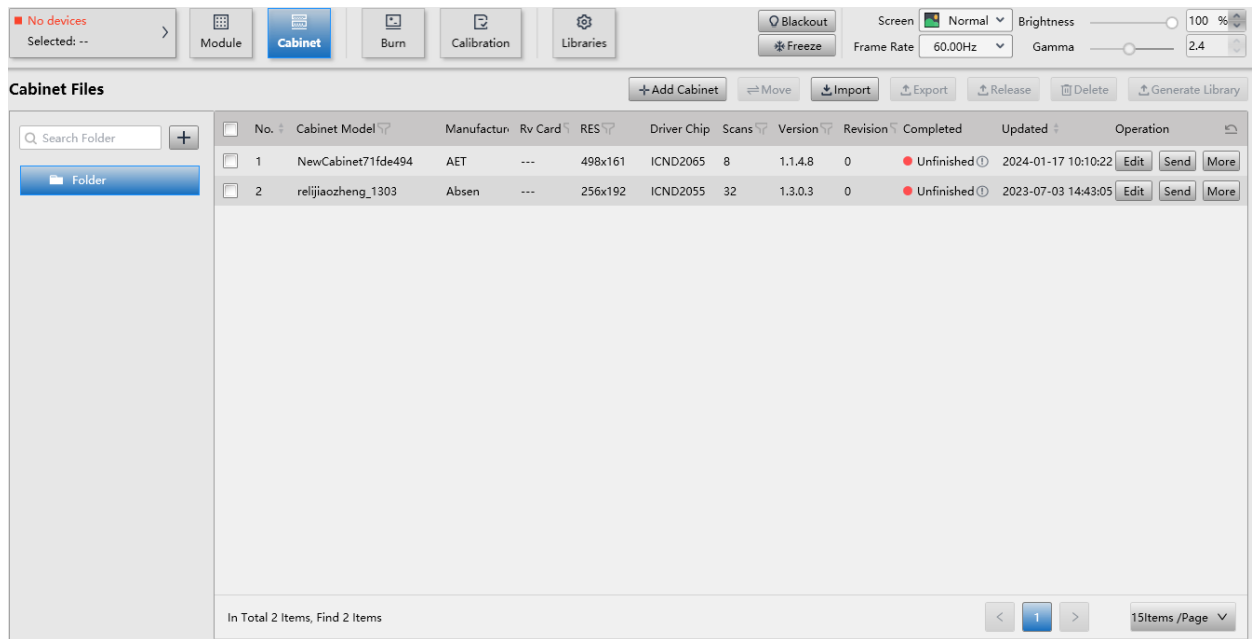 No devices
Selected: --
Module
Cabinet
Burn
Calibration
Libraries
Blackout
Freeze
Screen Normal
Frame Rate 60.00Hz
Brightness 100 %
Gamma 2.4
Cabinet Files
Add Cabinet
Move
Import
Export
Release
Delete
Generate Library
Search Folder
Folder
No. Cabinet Model Manufactur Rv Card RES Driver Chip Scans Version Revision Completed Updated Operation
1 NewCabinet71fde494 AET --- 498x161 ICND2065 8 1.1.4.8 0 Unfinished 2024-01-17 10:10:22 Edit Send More
2 relijiaozheng_1303 Absen --- 256x192 ICND2055 32 1.3.0.3 0 Unfinished 2023-07-03 14:43:05 Edit Send More
In Total 2 Items, Find 2 Items
1
15Items /Page